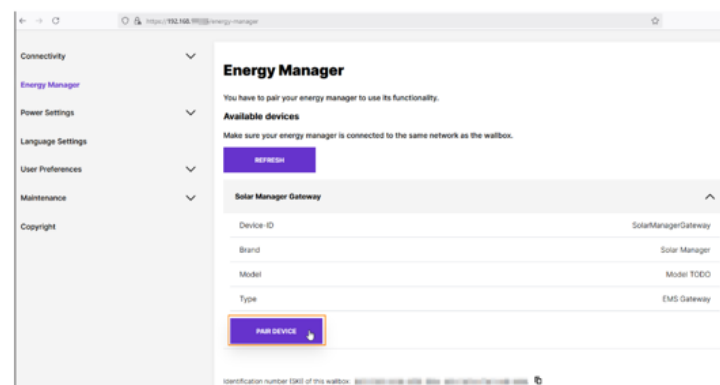 https://192.168./energy-manager
Connectivity
Energy Manager
Power Settings
Language Settings
User Preferences
Maintenance
Copyright
Energy Manager
You have to pair your energy manager to use its functionality.
Available devices
Make sure your energy manager is connected to the same network as the wallbox.
REFRESH
Solar Manager Gateway
Device-ID SolarManagerGateway
Brand Solar Manager
Model Model TODO
Type EMS Gateway
PAIR DEVICE
Identification number (SKI) of this wallbox: